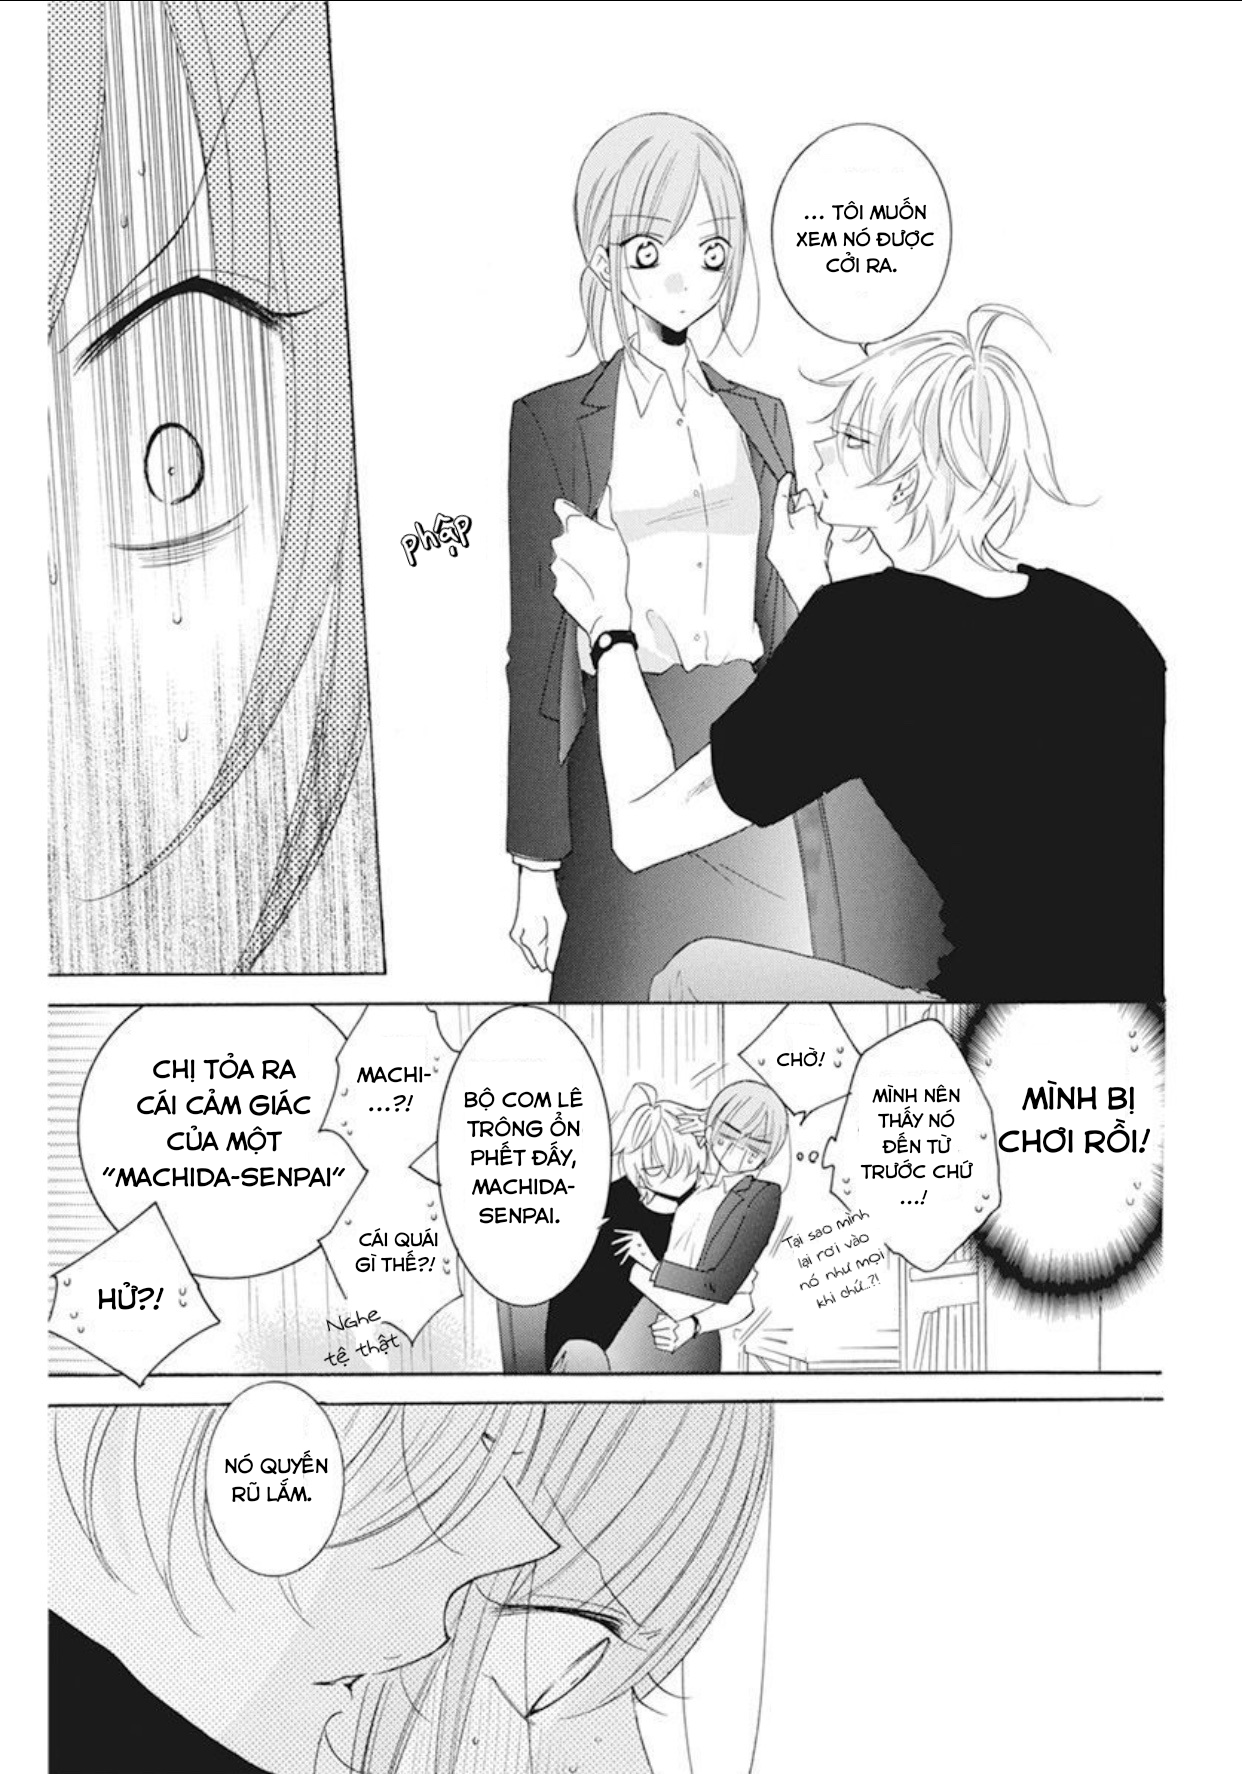 ... TÔI MUỐN
XEM NÓ ĐƯỢC
CỞI RA.
phập
MÌNH BỊ
CHƠI RỒI!
MÌNH NÊN
THẤY NÓ
ĐẾN TỪ
TRƯỚC CHỨ
...!
Tại sao mình
lại rơi vào
nó như mọi
khi chứ...?!
CHỜ!
BỘ COM LÊ
TRÔNG ỔN
PHẾT ĐẤY,
MACHIDA-
SENPAI.
MACHI-
...?!
CÁI QUÁI
GÌ THẾ?!
Nghe
tệ thật
CHỊ TỎA RA
CÁI CẢM GIÁC
CỦA MỘT
“MACHIDA-SENPAI”
HỬ?!
NÓ QUYẾN
RŨ LẮM.